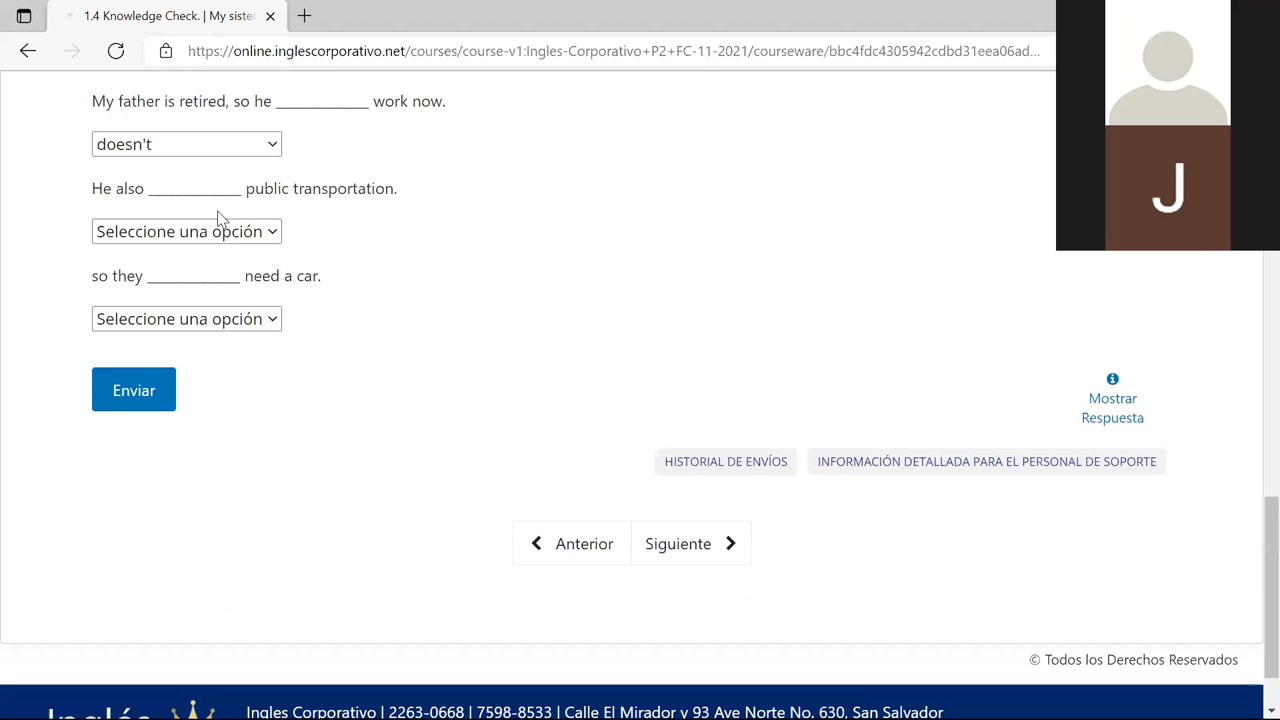 1.4 Knowledge Check. | My siste
https://online.inglescorporativo.net/courses/course-v1:Ingles-Corporativo+P2+FC-11-2021/courseware/bbc4fdc4305942cdbd31eea06ad...
J
My father is retired, so he _____________ work now.
doesn't
He also _____________ public transportation.
Seleccione una opción
so they _____________ need a car.
Seleccione una opción
Enviar
Mostrar
Respuesta
HISTORIAL DE ENVÍOS INFORMACIÓN DETALLADA PARA EL PERSONAL DE SOPORTE
Anterior Siguiente
© Todos los Derechos Reservados
Inglés
Ingles Corporativo | 2263-0668 | 7598-8533 | Calle El Mirador y 93 Ave Norte No. 630, San Salvador